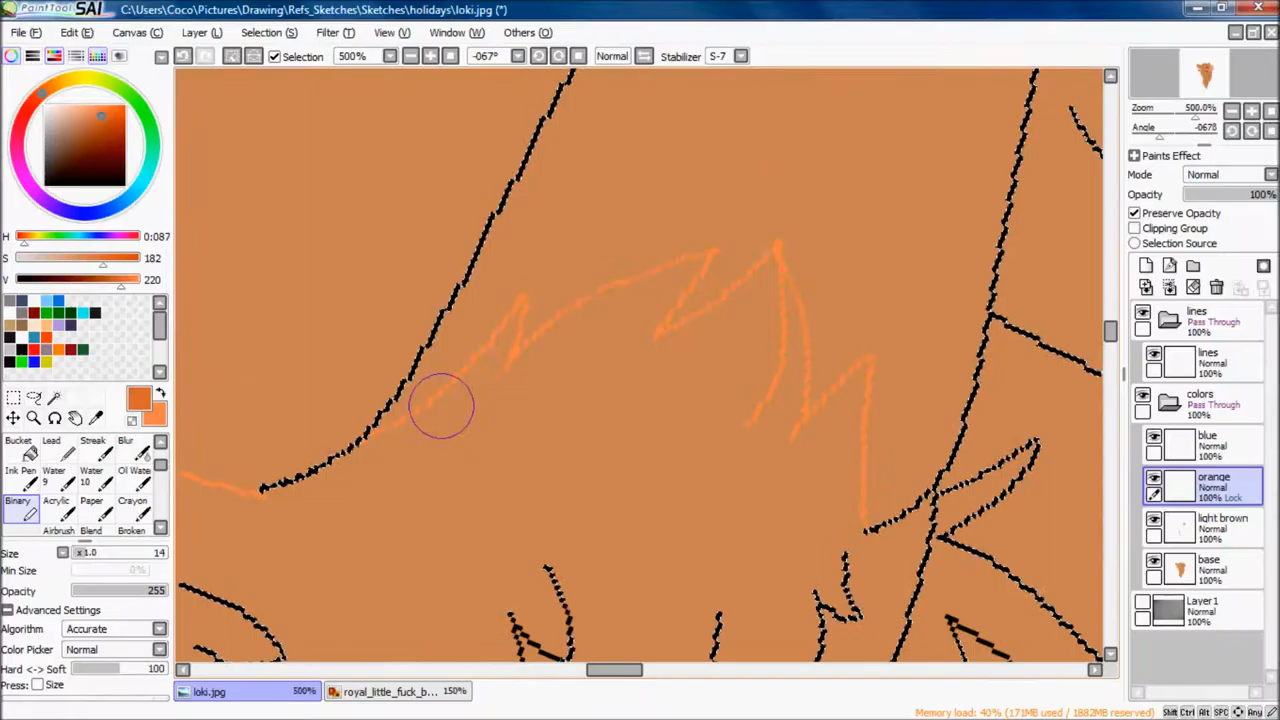 PaintTool SAI C:\Users\Coco\Pictures\Drawing\Refs_Sketches\Sketches\holidays\loki.jpg (*)
File (F) Edit (E) Canvas (C) Layer (L) Selection (S) Filter (T) View (V) Window (W) Others (O)
Selection 500% -067º Normal Stabilizer S-7
Zoom 500.0%
Angle -067§
Paints Effect
Mode Normal
Opacity 100%
Preserve Opacity
Clipping Group
Selection Source
H 0:087
S 182
V 220
lines
Pass Through
100%
lines
Normal
100%
colors
Pass Through
100%
blue
Normal
100%
orange
Normal
100% Lock
light brown
Normal
100%
base
Normal
100%
Layer1
Normal
100%
Bucket Lead Streak Blur
Ink Pen Water 9 Water 10 Oil Wate
Binary Acrylic Paper Crayon
Airbrush Blend Broken
Size x 1.0 14
Min Size 0%
Opacity 255
Advanced Settings
Algorithm Accurate
Color Picker Normal
Hard <-> Soft 100
Press: Size
loki.jpg 500% royal_little_fuck_b... 150%
Memory load: 40% (171MB used / 1882MB reserved) Shift Ctrl Alt SPC Any